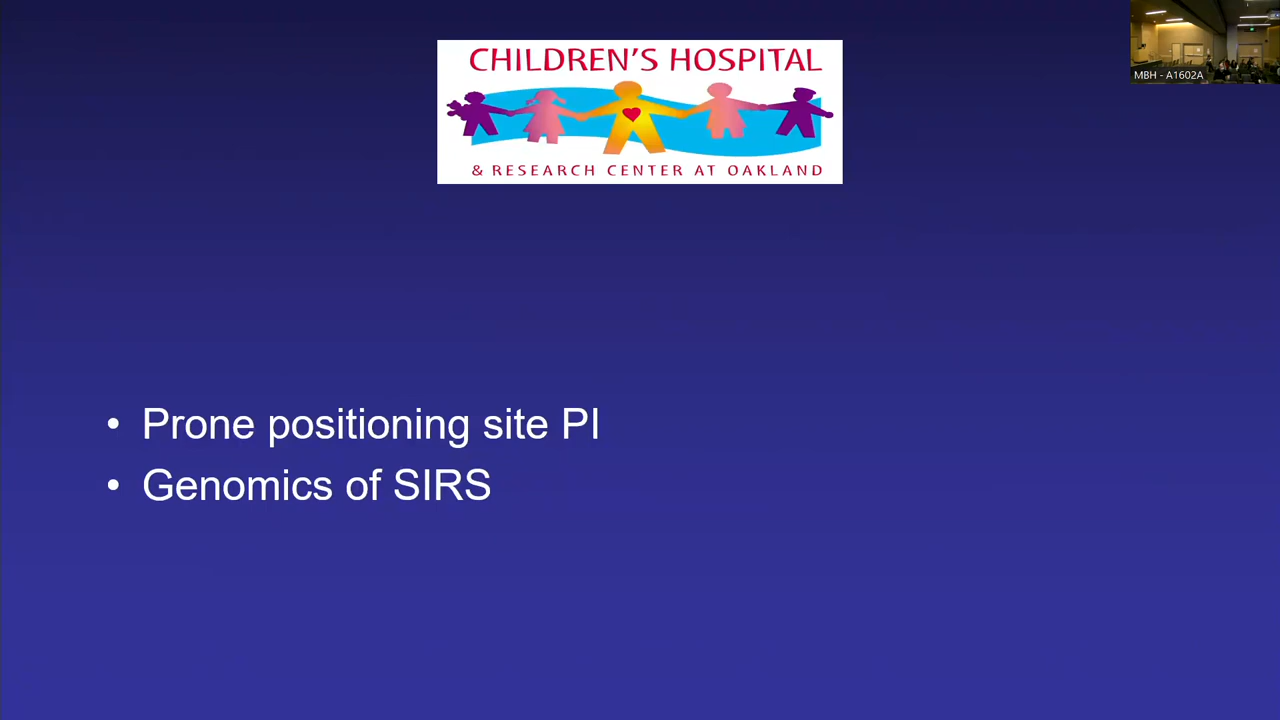 CHILDREN'S HOSPITAL
& RESEARCH CENTER AT OAKLAND
MBH - A1602A
• Prone positioning site PI
• Genomics of SIRS